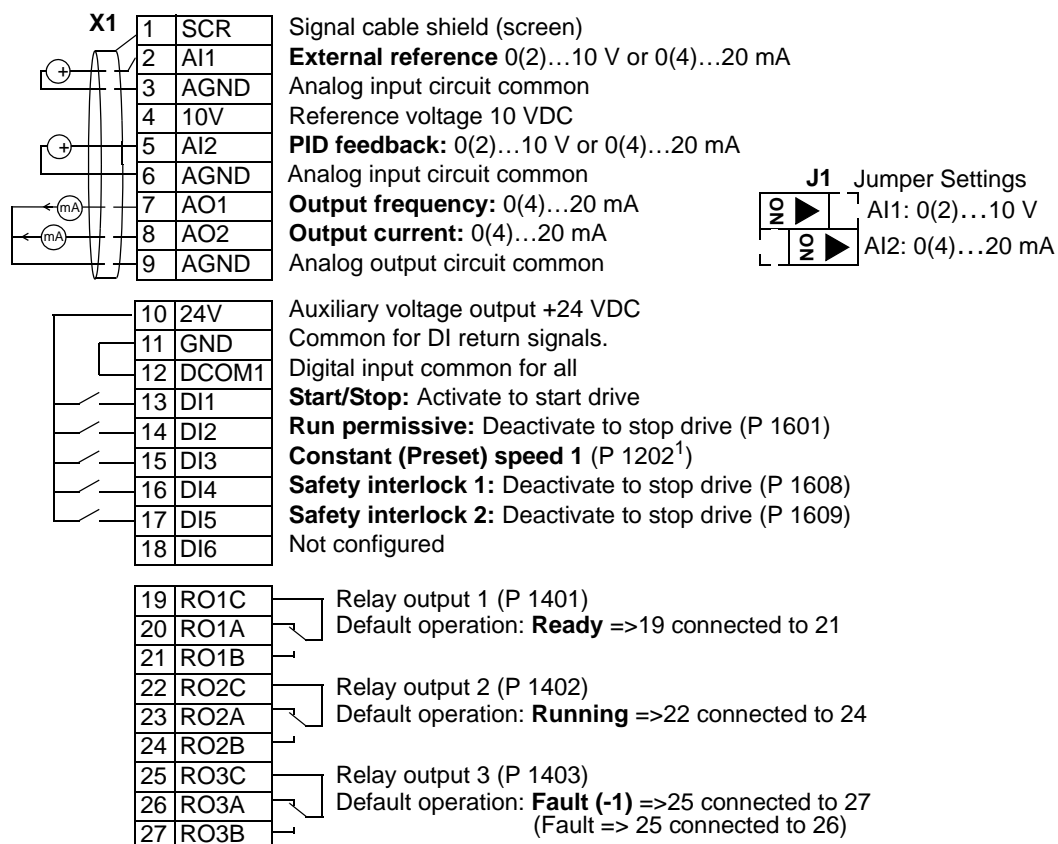 X1
1 SCR Signal cable shield (screen)
2 AI1 External reference 0(2)…10 V or 0(4)…20 mA
3 AGND Analog input circuit common
4 10V Reference voltage 10 VDC
5 AI2 PID feedback: 0(2)…10 V or 0(4)…20 mA
6 AGND Analog input circuit common
7 AO1 Output frequency: 0(4)…20 mA
8 AO2 Output current: 0(4)…20 mA
9 AGND Analog output circuit common
+
+
mA
mA
J1 Jumper Settings
ON AI1: 0(2)…10 V
ON AI2: 0(4)…20 mA
10 24V Auxiliary voltage output +24 VDC
11 GND Common for DI return signals.
12 DCOM1 Digital input common for all
13 DI1 Start/Stop: Activate to start drive
14 DI2 Run permissive: Deactivate to stop drive (P 1601)
15 DI3 Constant (Preset) speed 1 (P 1202¹)
16 DI4 Safety interlock 1: Deactivate to stop drive (P 1608)
17 DI5 Safety interlock 2: Deactivate to stop drive (P 1609)
18 DI6 Not configured
19 RO1C Relay output 1 (P 1401)
20 RO1A Default operation: Ready =>19 connected to 21
21 RO1B
22 RO2C Relay output 2 (P 1402)
23 RO2A Default operation: Running =>22 connected to 24
24 RO2B
25 RO3C Relay output 3 (P 1403)
26 RO3A Default operation: Fault (-1) =>25 connected to 27
27 RO3B (Fault => 25 connected to 26)